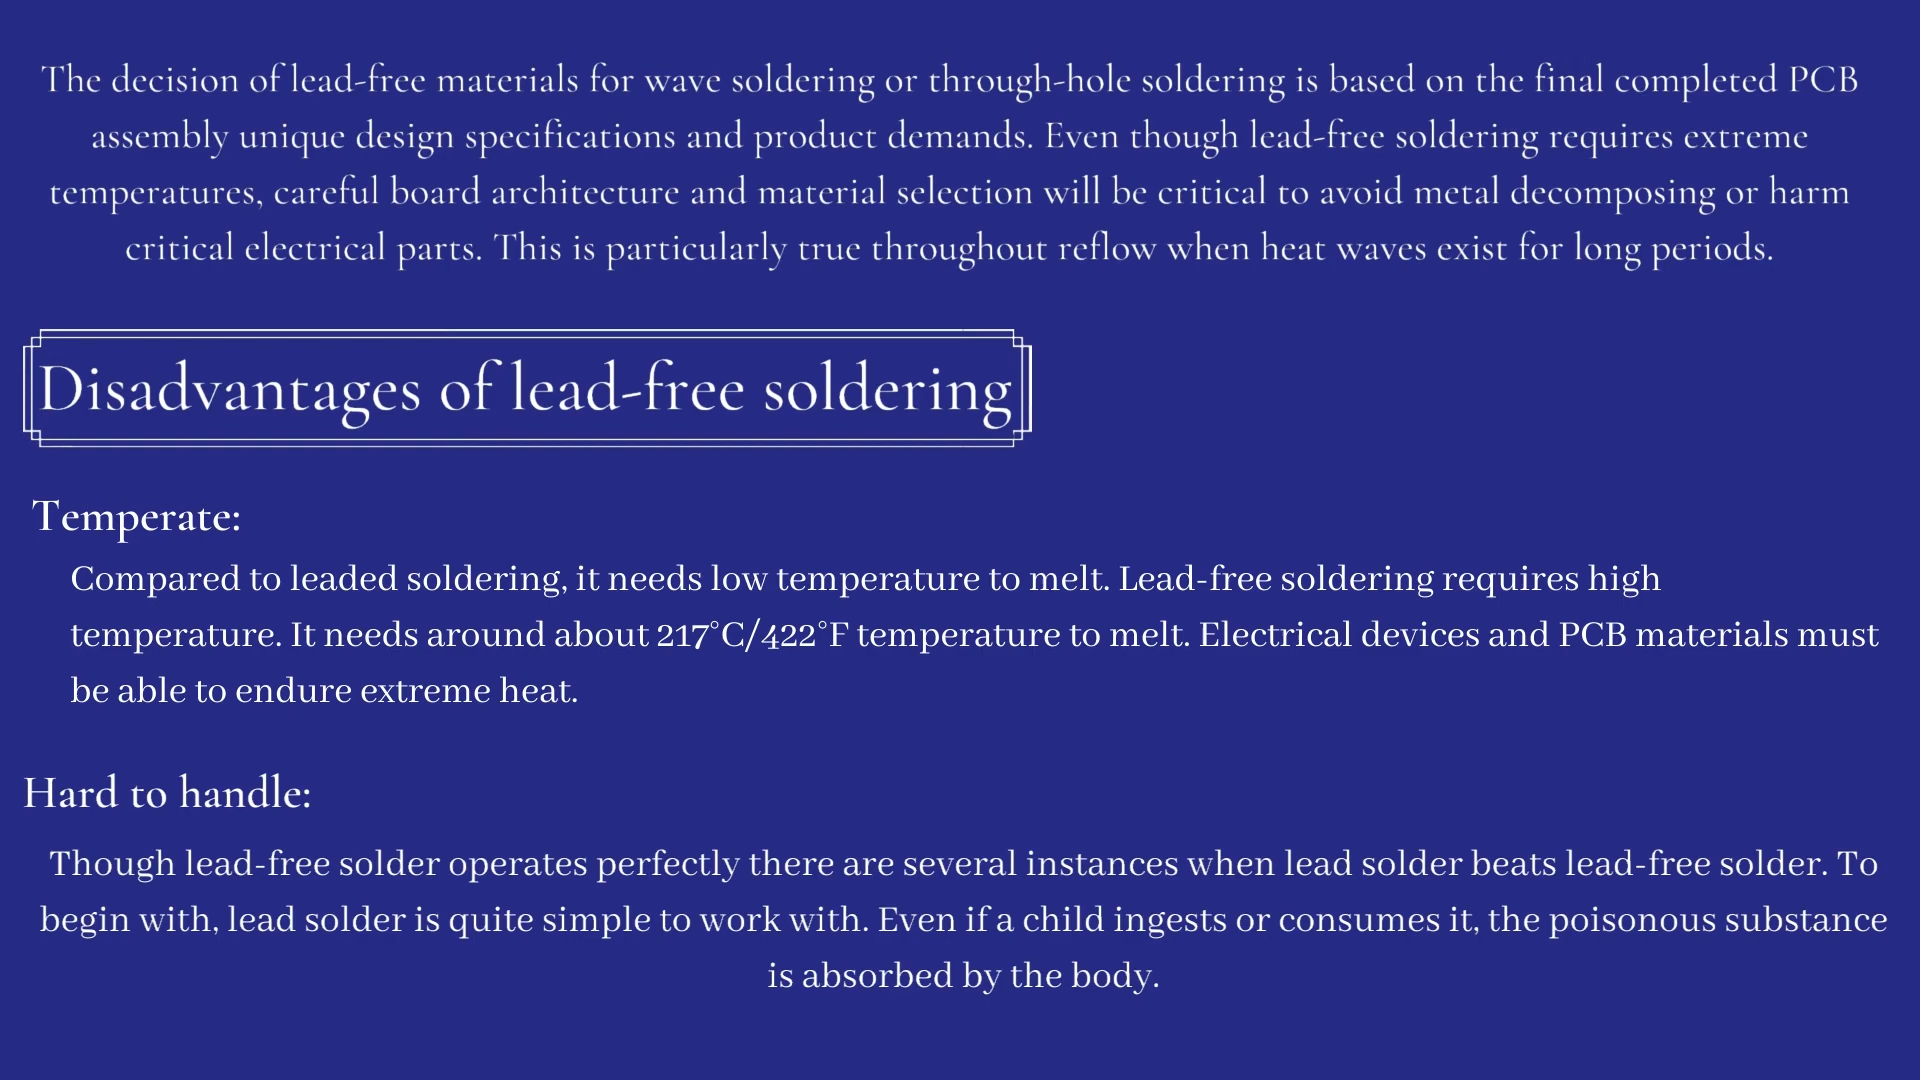 The decision of lead-free materials for wave soldering or through-hole soldering is based on the final completed PCB
assembly unique design specifications and product demands. Even though lead-free soldering requires extreme
temperatures, careful board architecture and material selection will be critical to avoid metal decomposing or harm
critical electrical parts. This is particularly true throughout reflow when heat waves exist for long periods.
Disadvantages of lead-free soldering
Temperate:
Compared to leaded soldering, it needs low temperature to melt. Lead-free soldering requires high
temperature. It needs around about 217°C/422°F temperature to melt. Electrical devices and PCB materials must
be able to endure extreme heat.
Hard to handle:
Though lead-free solder operates perfectly there are several instances when lead solder beats lead-free solder. To
begin with, lead solder is quite simple to work with. Even if a child ingests or consumes it, the poisonous substance
is absorbed by the body.